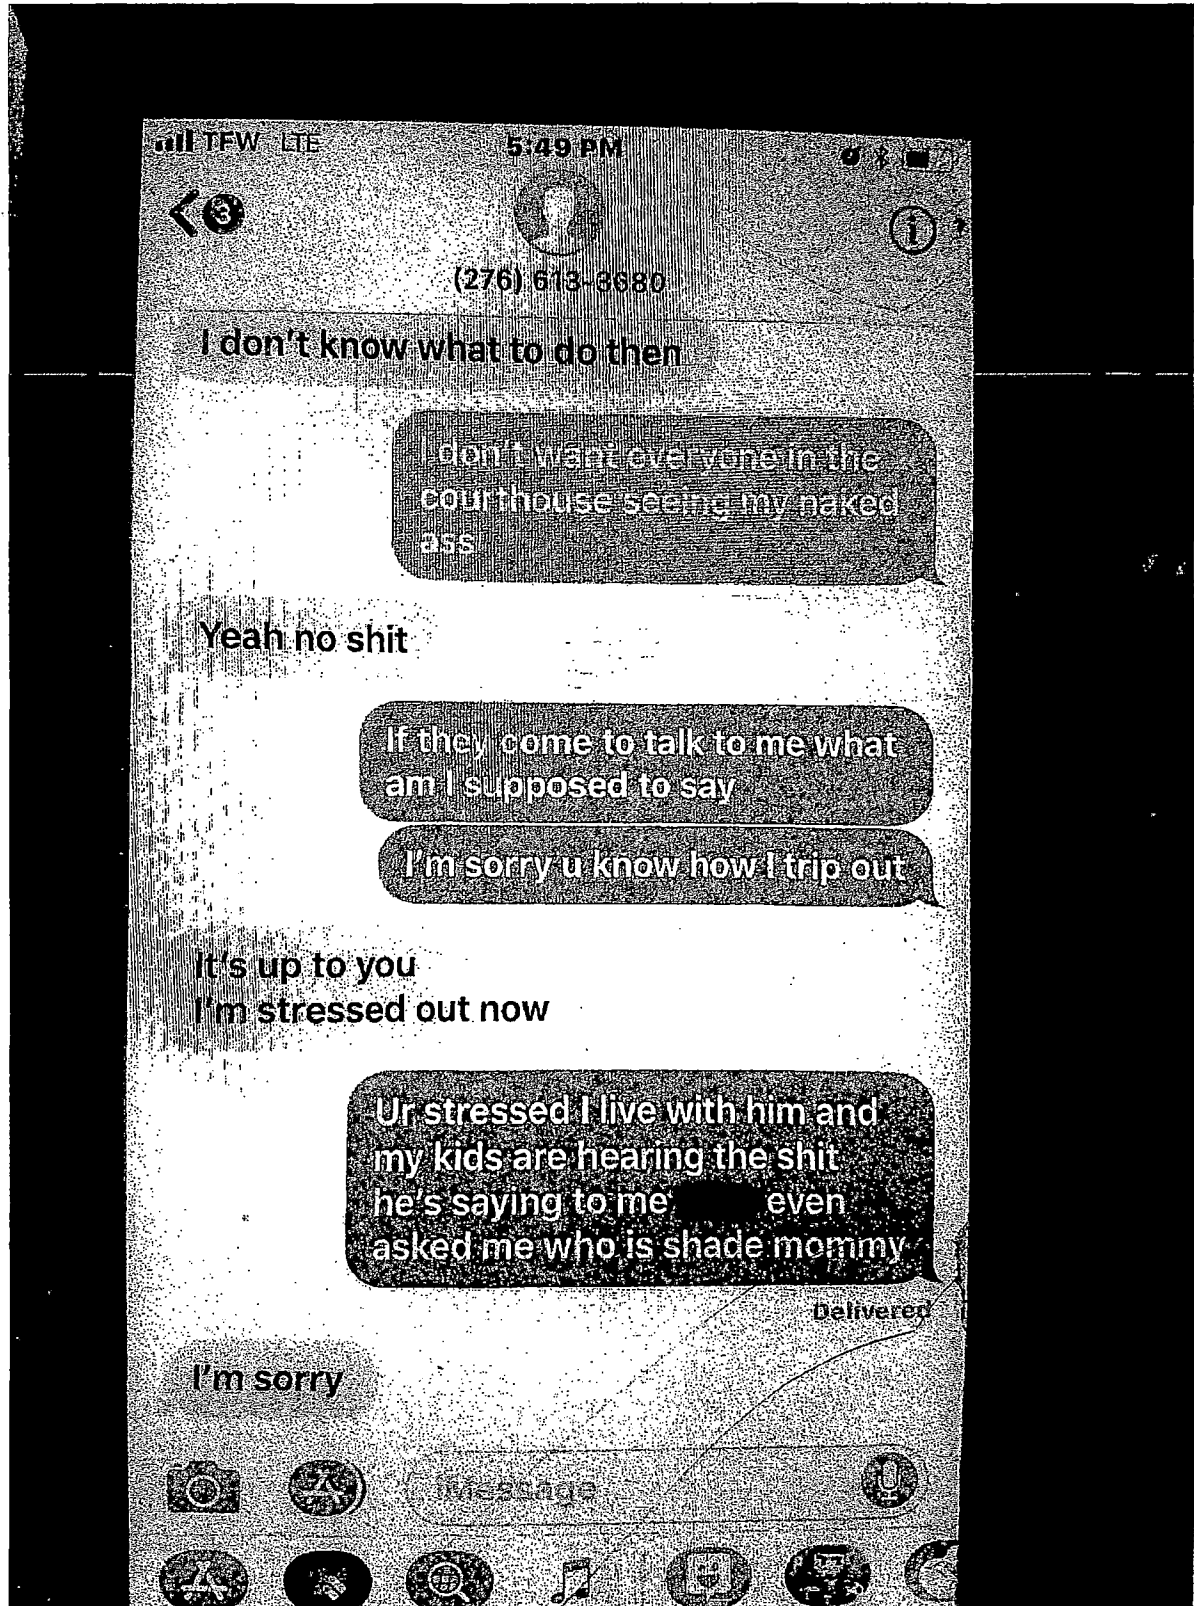 TFW LTE
5:49 PM
3
(276) 613-3680
I don't know what to do then
I don't want everyone in the
courthouse seeing my naked
ass
Yeah no shit
If they come to talk to me what
am I supposed to say
I'm sorry u know how I trip out
It's up to you
I'm stressed out now
Ur stressed I live with him and
my kids are hearing the shit
he's saying to me even
asked me who is shade mommy
Delivered
I'm sorry
iMessage